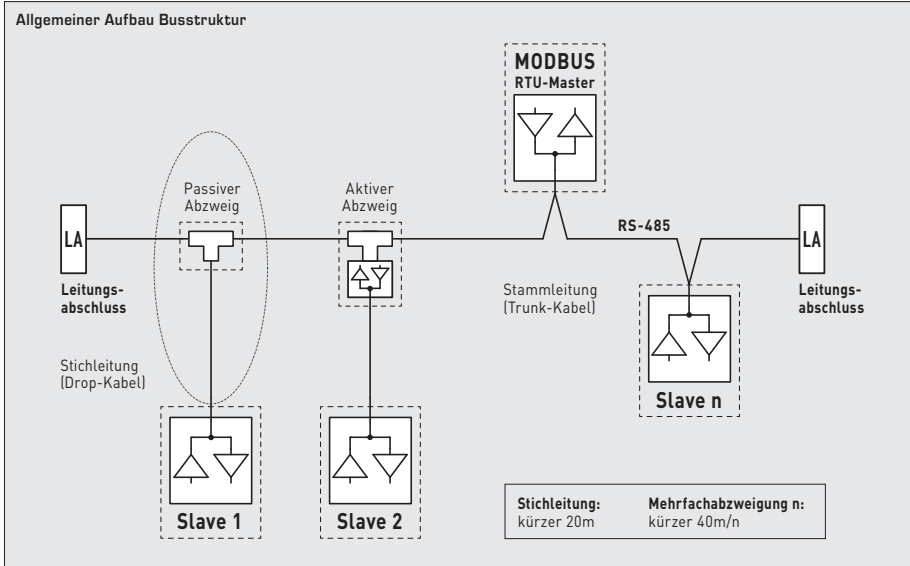 Allgemeiner Aufbau Busstruktur
MODBUS
RTU-Master
Passiver
Abzweig
Aktiver
Abzweig
LA
RS-485
LA
Leitungs-
abschluss
Stammleitung
(Trunk-Kabel)
Leitungs-
abschluss
Stichleitung
(Drop-Kabel)
Slave n
Slave 1
Slave 2
Stichleitung:
kürzer 20m
Mehrfachabzweigung n:
kürzer 40m/n